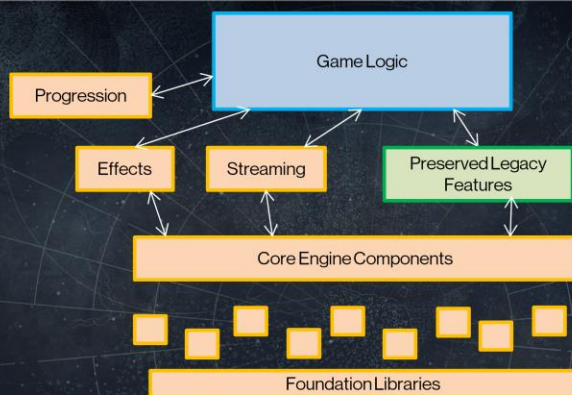 Game Logic
Progression
Effects
Streaming
Preserved Legacy
Features
Core Engine Components
Foundation Libraries